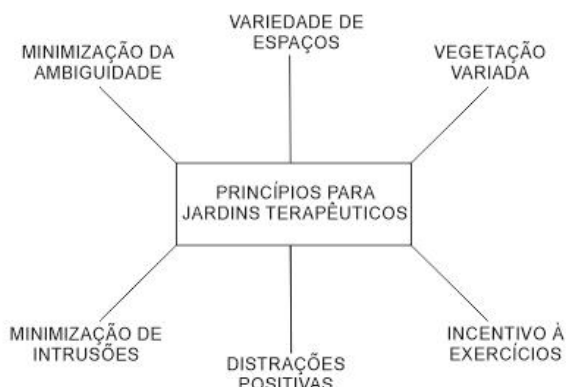 VARIEDADE DE
ESPAÇOS
MINIMIZAÇÃO DA
AMBIGUIDADE
VEGETAÇÃO
VARIADA
PRINCÍPIOS PARA
JARDINS TERAPÊUTICOS
MINIMIZAÇÃO DE
INTRUSÕES
DISTRAÇÕES
POSITIVAS
INCENTIVO À
EXERCÍCIOS